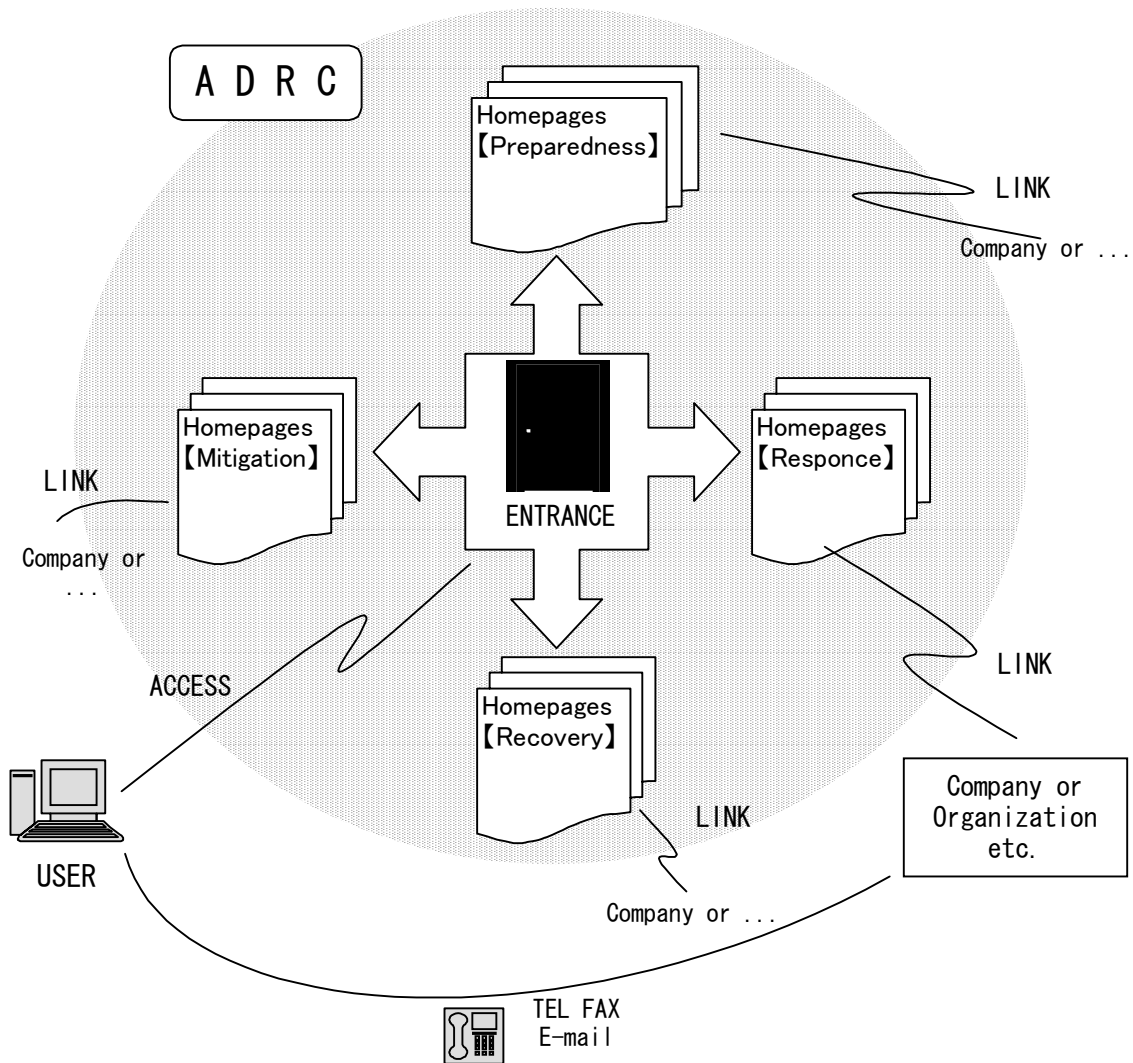 A D R C
Homepages
【Preparedness】
LINK
Company or ...
Homepages
【Mitigation】
LINK
Company or
...
ENTRANCE
Homepages
【Responce】
ACCESS
Homepages
【Recovery】
LINK
Company or ...
LINK
Company or
Organization
etc.
USER
TEL FAX
E-mail